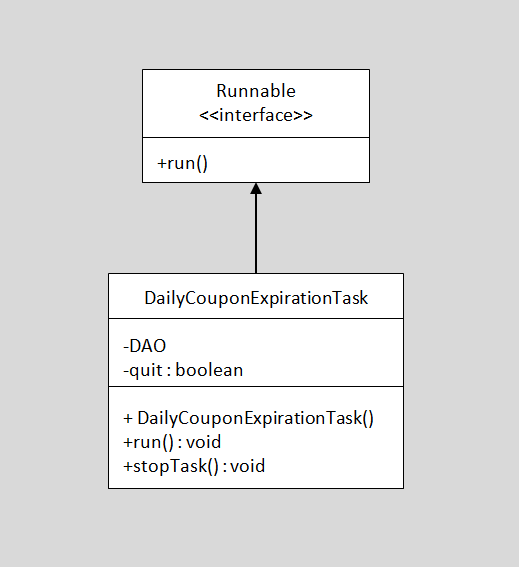 Runnable
<<interface>>
+run()
DailyCouponExpirationTask
-DAO
-quit : boolean
+ DailyCouponExpirationTask()
+run() : void
+stopTask() : void